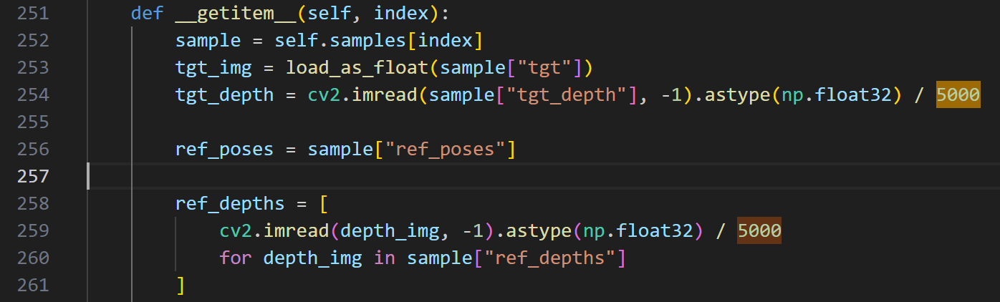 251 def __getitem__(self, index):
252 sample = self.samples[index]
253 tgt_img = load_as_float(sample["tgt"])
254 tgt_depth = cv2.imread(sample["tgt_depth"], -1).astype(np.float32) / 5000
255
256 ref_poses = sample["ref_poses"]
257
258 ref_depths = [
259 cv2.imread(depth_img, -1).astype(np.float32) / 5000
260 for depth_img in sample["ref_depths"]
261 ]